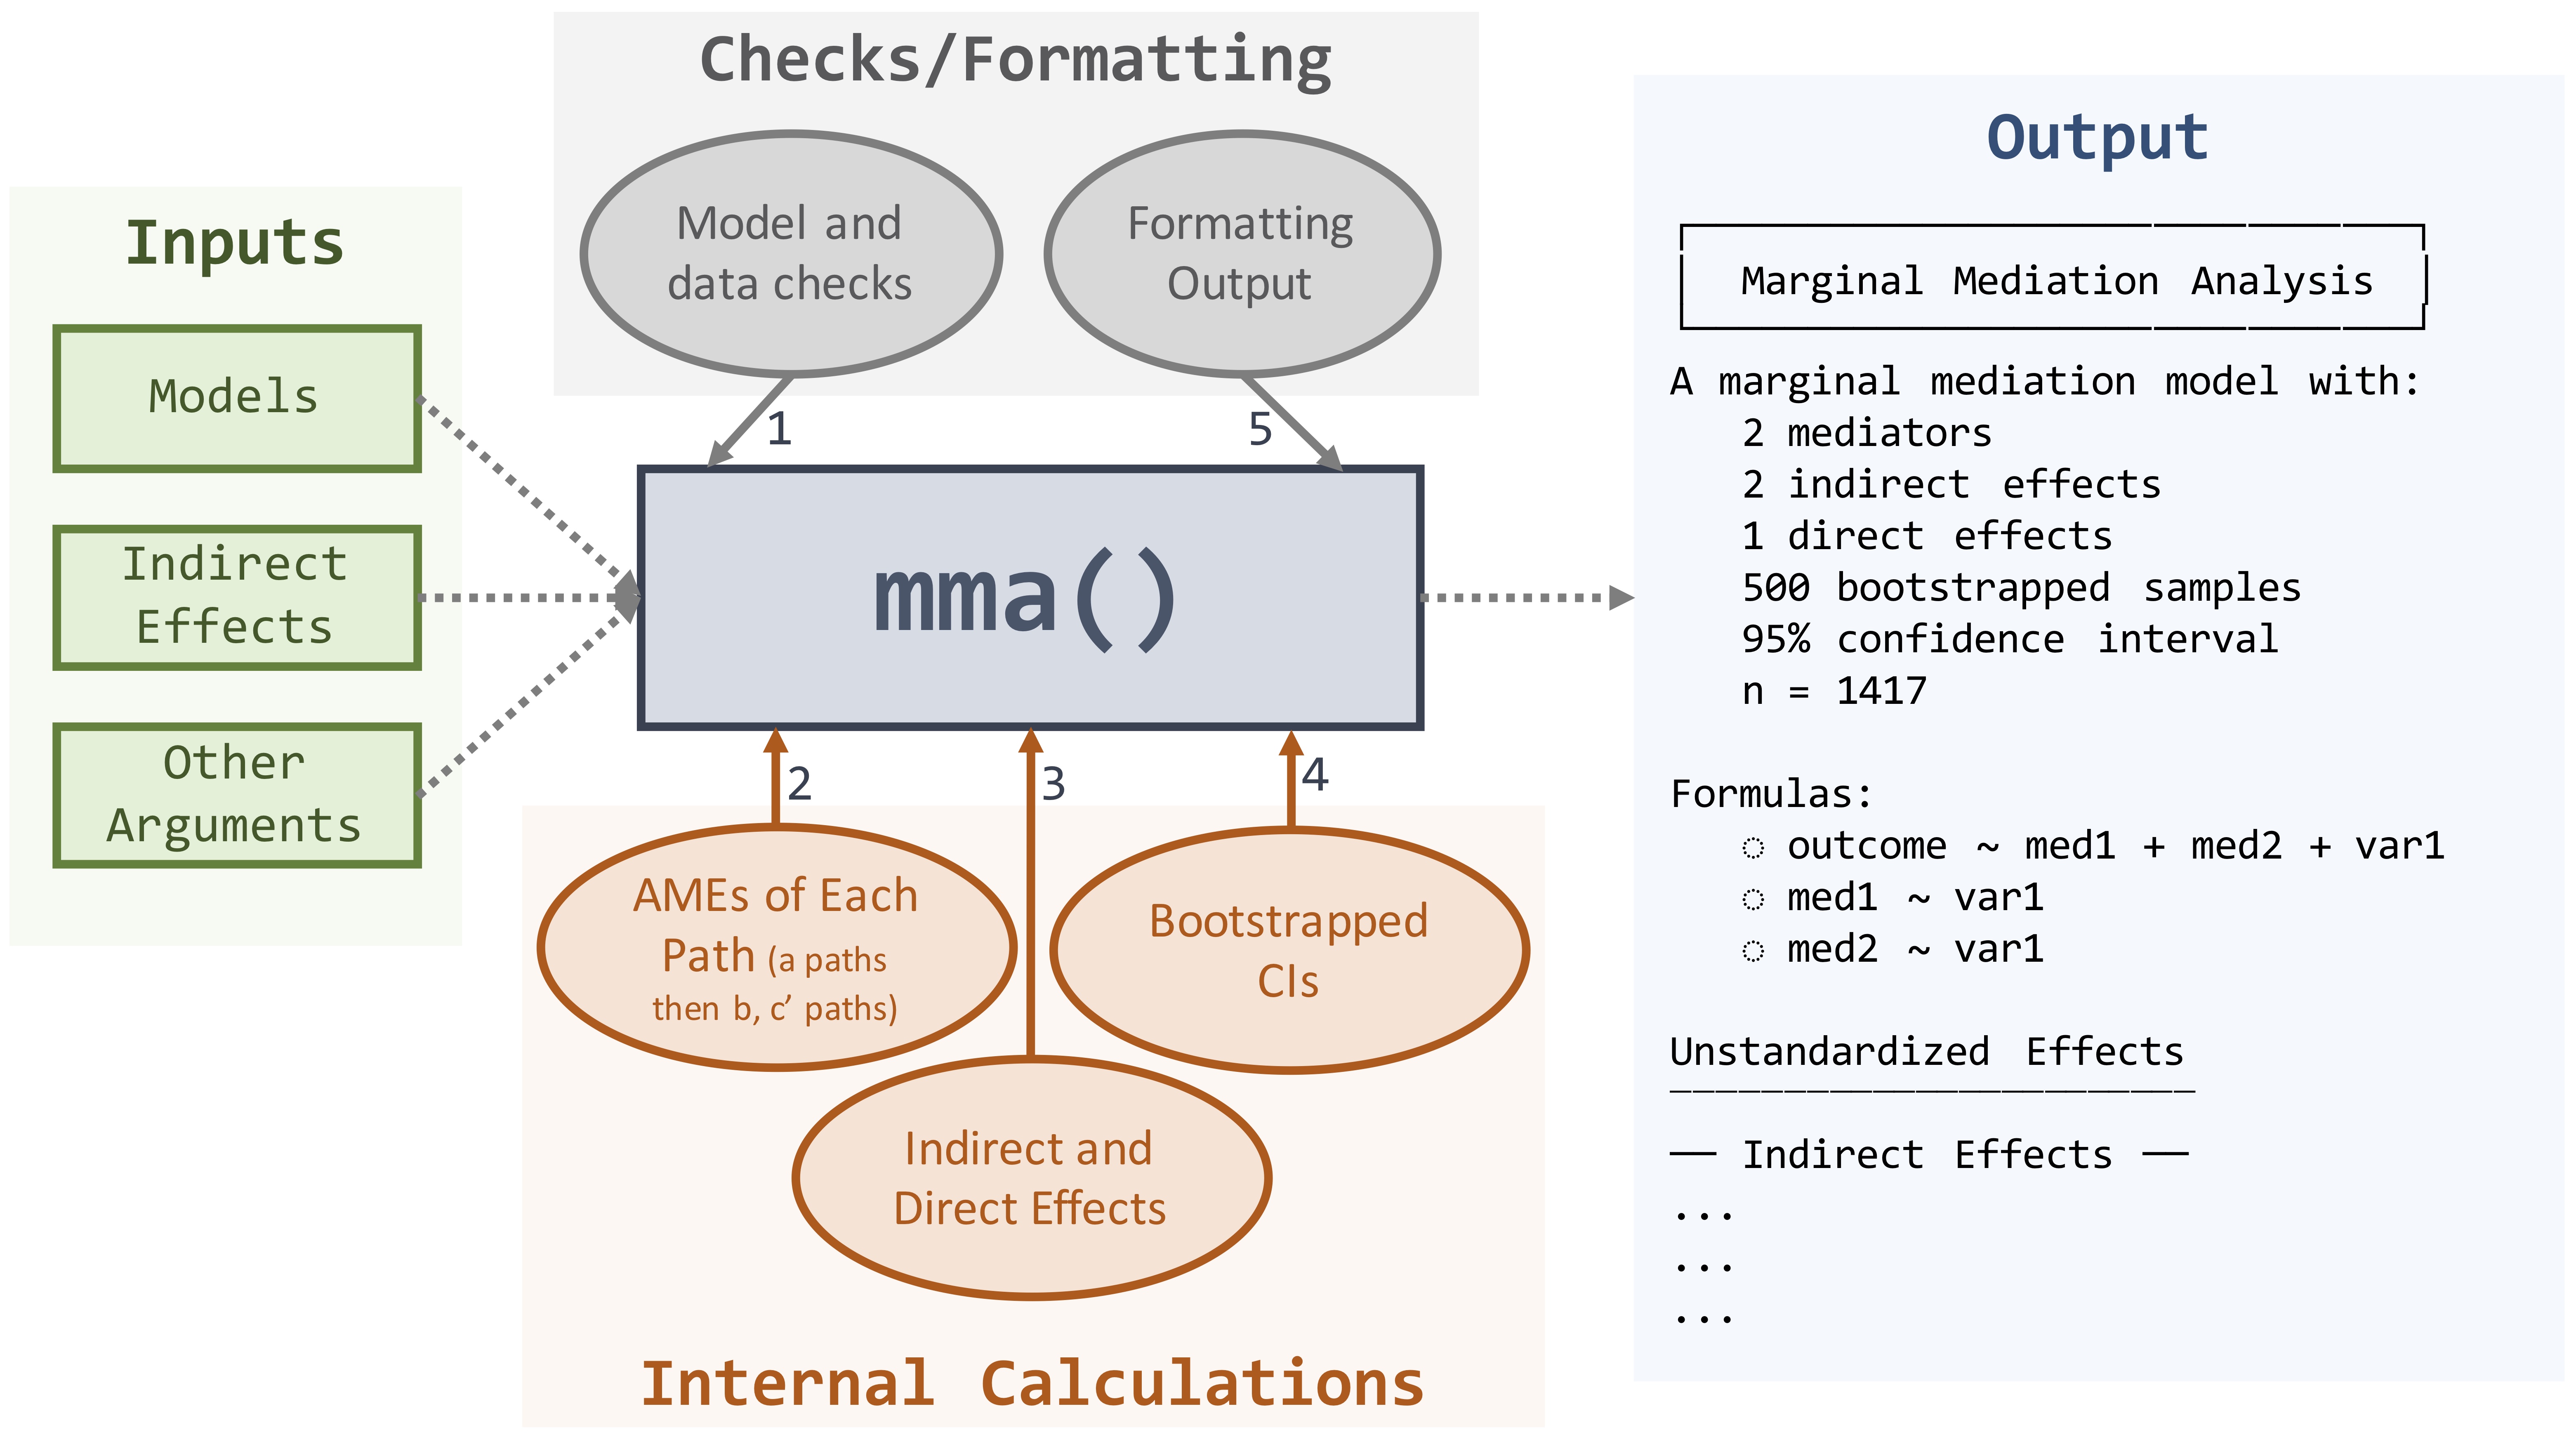 Checks/Formatting
Model and
data checks
Formatting
Output
1
5
Inputs
Models
Indirect
Effects
Other
Arguments
mma()
2
3
4
AMEs of Each
Path (a paths
then b, c’ paths)
Bootstrapped
CIs
Indirect and
Direct Effects
Internal Calculations
Output
Marginal Mediation Analysis
A marginal mediation model with:
2 mediators
2 indirect effects
1 direct effects
500 bootstrapped samples
95% confidence interval
n = 1417
Formulas:
◌ outcome ~ med1 + med2 + var1
◌ med1 ~ var1
◌ med2 ~ var1
Unstandardized Effects
── Indirect Effects ──
...
...
...